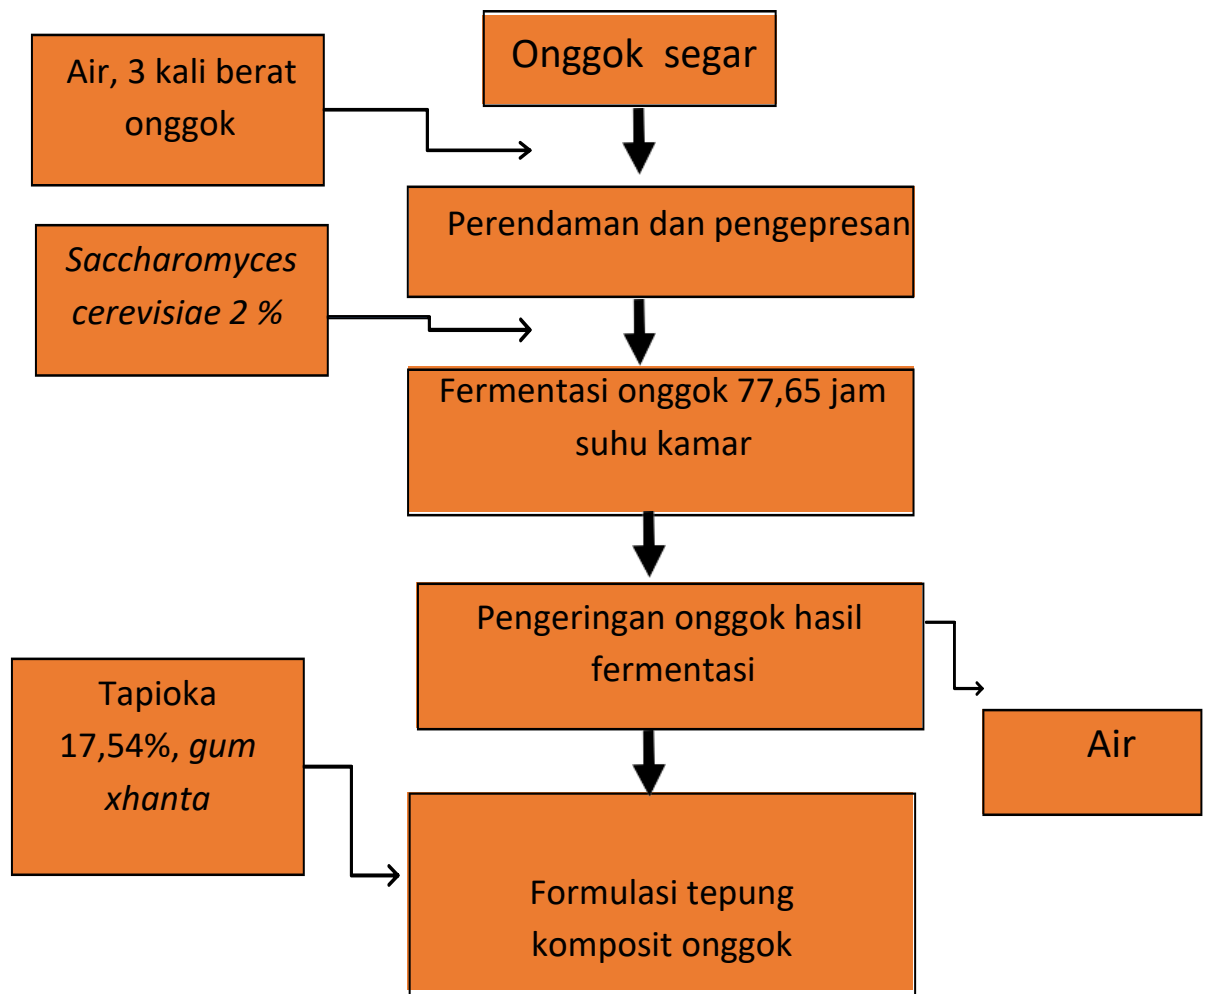 Onggok segar
Air, 3 kali berat
onggok
Perendaman dan pengepresan
Saccharomyces
cerevisiae 2 %
Fermentasi onggok 77,65 jam
suhu kamar
Pengeringan onggok hasil
fermentasi
Air
Tapioka
17,54%, gum
xhanta
Formulasi tepung
komposit onggok